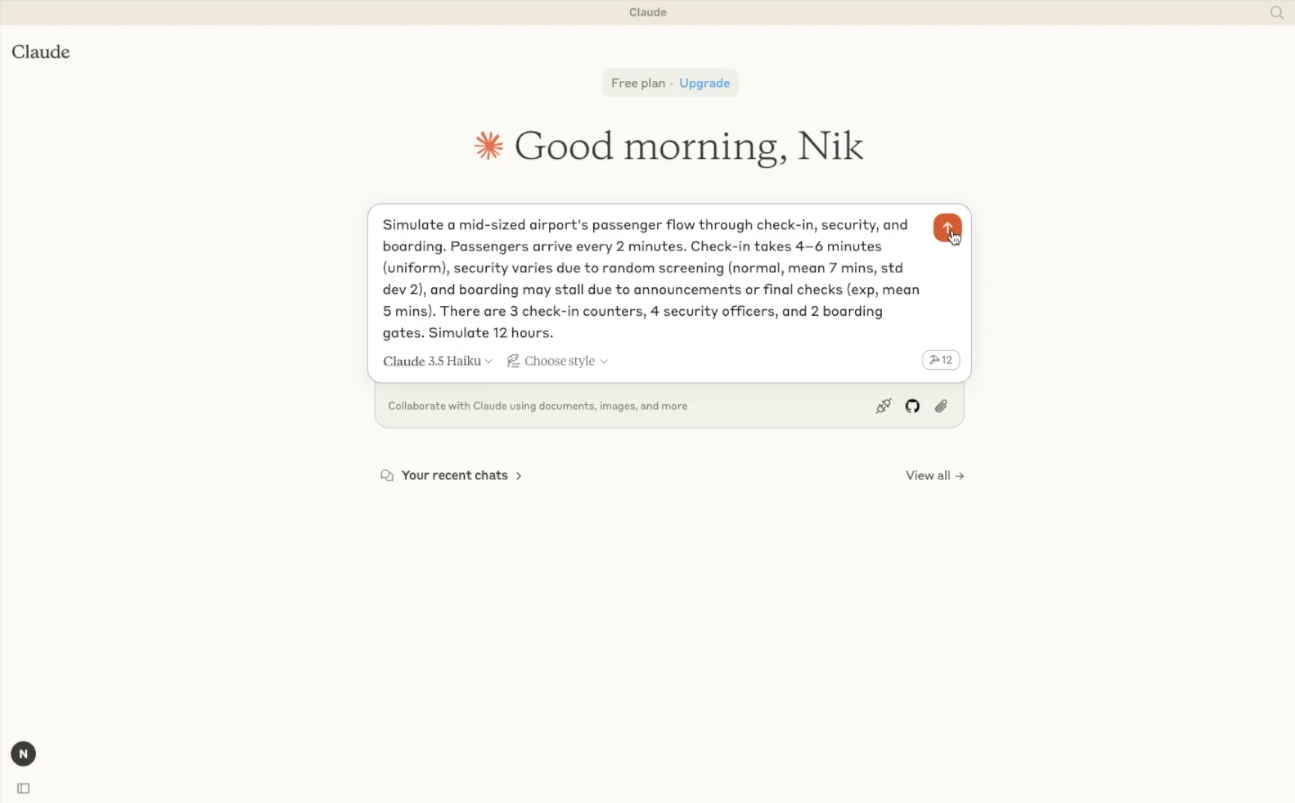 Claude
Claude
Free plan · Upgrade
Good morning, Nik
Simulate a mid-sized airport's passenger flow through check-in, security, and
boarding. Passengers arrive every 2 minutes. Check-in takes 4–6 minutes
(uniform), security varies due to random screening (normal, mean 7 mins, std
dev 2), and boarding may stall due to announcements or final checks (exp, mean
5 mins). There are 3 check-in counters, 4 security officers, and 2 boarding
gates. Simulate 12 hours.
Claude 3.5 Haiku Choose style 12
Collaborate with Claude using documents, images, and more
Your recent chats View all →
N